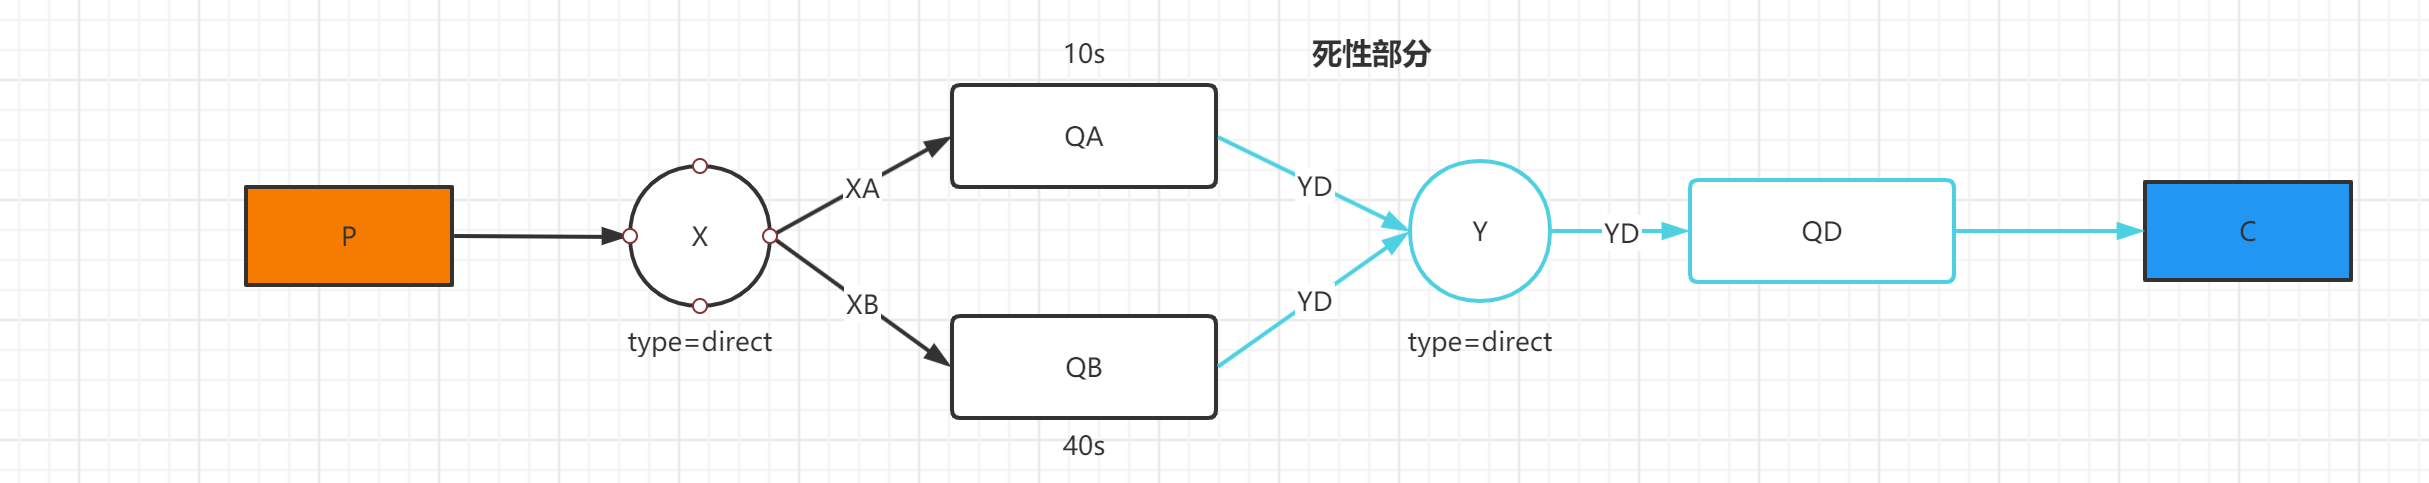 10s
死性部分
QA
XA
YD
P
X
Y
YD
QD
C
XB
YD
type=direct
type=direct
QB
40s